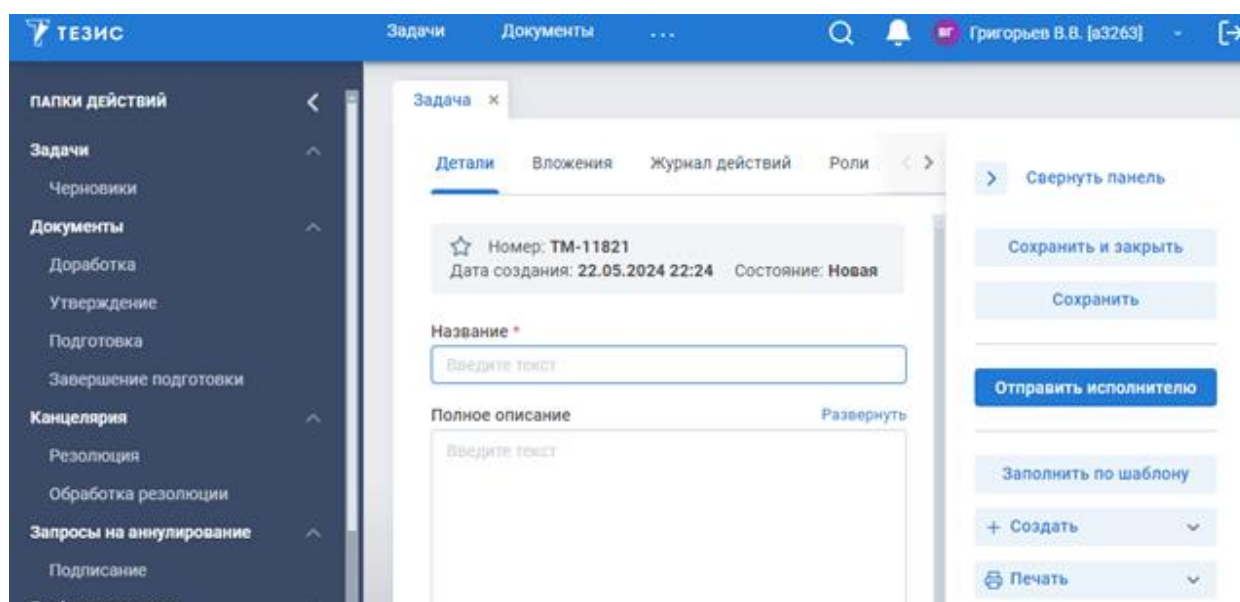 ТЕЗИС
Задачи Документы ... ВГ Григорьев В.В. [a3263]
ПАПКИ ДЕЙСТВИЙ
Задачи
Черновики
Документы
Доработка
Утверждение
Подготовка
Завершение подготовки
Канцелярия
Резолюция
Обработка резолюции
Запросы на аннулирование
Подписание
Задача ×
Детали Вложения Журнал действий Роли
Номер: ТМ-11821
Дата создания: 22.05.2024 22:24 Состояние: Новая
Название *
Введите текст
Полное описание Развернуть
Введите текст
Свернуть панель
Сохранить и закрыть
Сохранить
Отправить исполнителю
Заполнить по шаблону
+ Создать
Печать